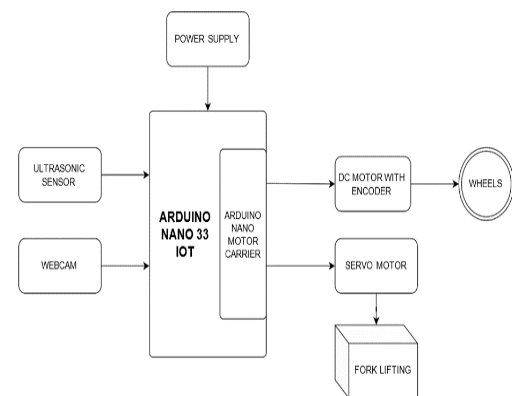 POWER SUPPLY
ULTRASONIC
SENSOR
WEBCAM
ARDUINO
NANO 33
IOT
ARDUINO
NANO
MOTOR
CARRIER
DC MOTOR WITH
ENCODER
WHEELS
SERVO MOTOR
FORK LIFTING